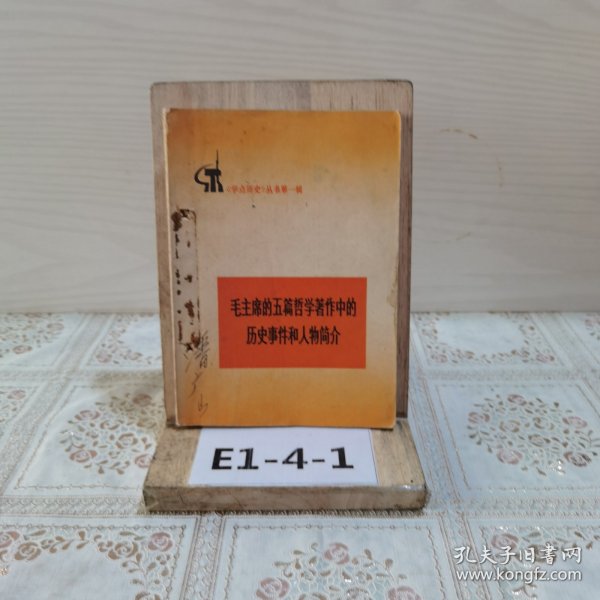 《学点历史》丛书第一辑
毛主席的五篇哲学著作中的
历史事件和人物简介
E1-4-1
孔夫子旧书网
www.kongfz.com